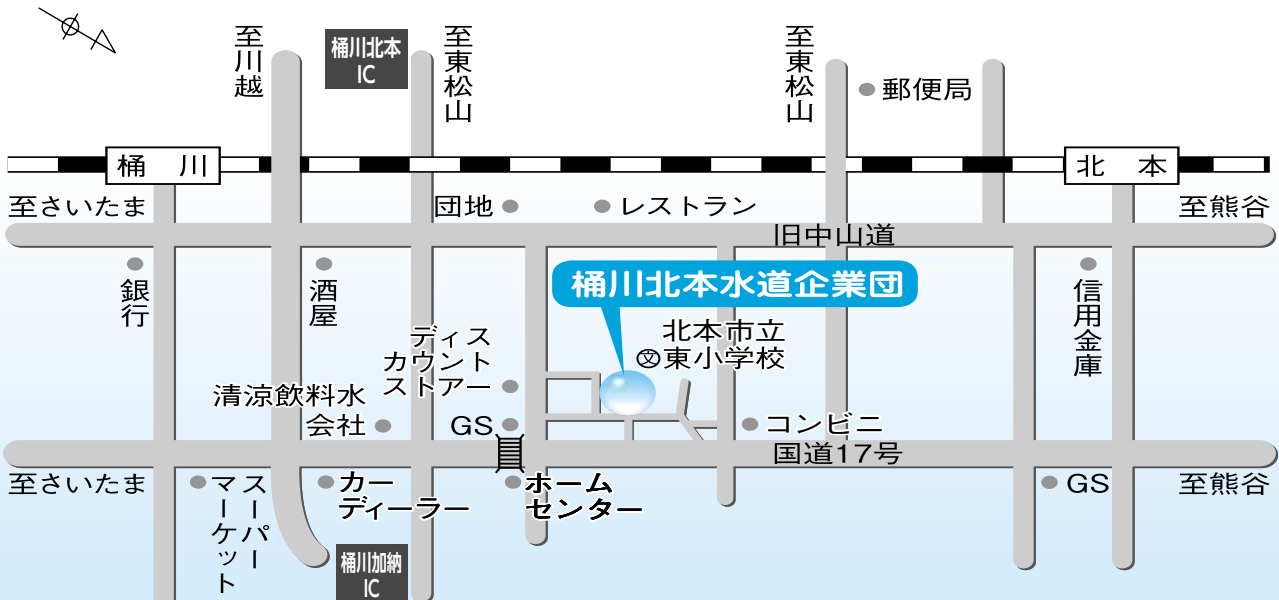 至川越
桶川北本
IC
至東松山
至東松山
郵便局
桶　川
北　本
至さいたま
団地
レストラン
至熊谷
旧中山道
銀行
酒屋
桶川北本水道企業団
信用金庫
ディス
カウント
ストアー
北本市立
文東小学校
清涼飲料水
会社
GS
コンビニ
国道17号
至さいたま
スーパー
マーケット
カー
ディーラー
ホーム
センター
GS
至熊谷
桶川加納
IC